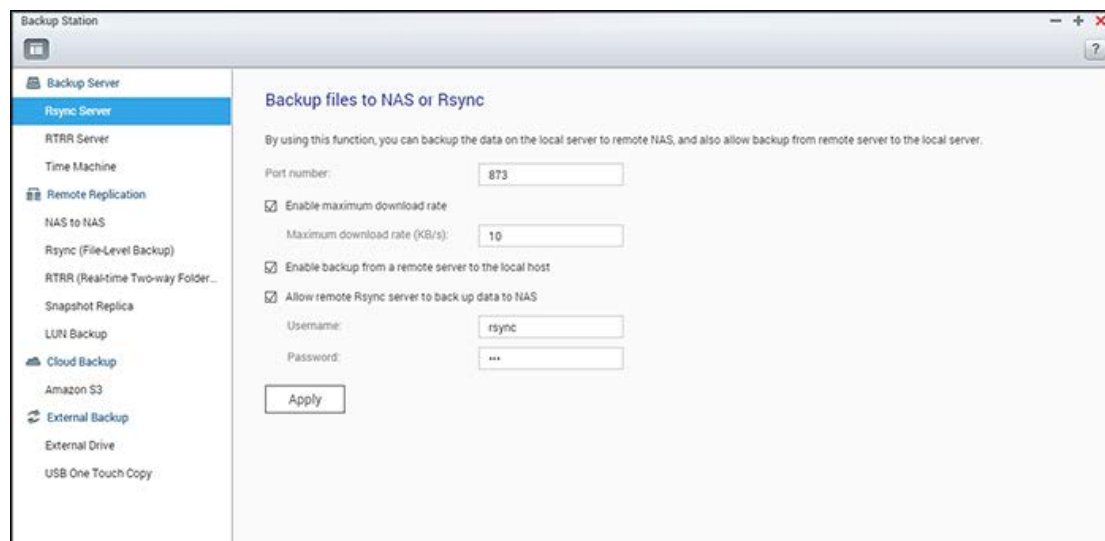 Backup Station
?
Backup Server
Rsync Server
RTRR Server
Time Machine
Remote Replication
NAS to NAS
Rsync (File-Level Backup)
RTRR (Real-time Two-way Folder...
Snapshot Replica
LUN Backup
Cloud Backup
Amazon S3
External Backup
External Drive
USB One Touch Copy
Backup files to NAS or Rsync
By using this function, you can backup the data on the local server to remote NAS, and also allow backup from remote server to the local server.
Port number: 873
Enable maximum download rate
Maximum download rate (KB/s): 10
Enable backup from a remote server to the local host
Allow remote Rsync server to back up data to NAS
Username: rsync
Password: •••
Apply